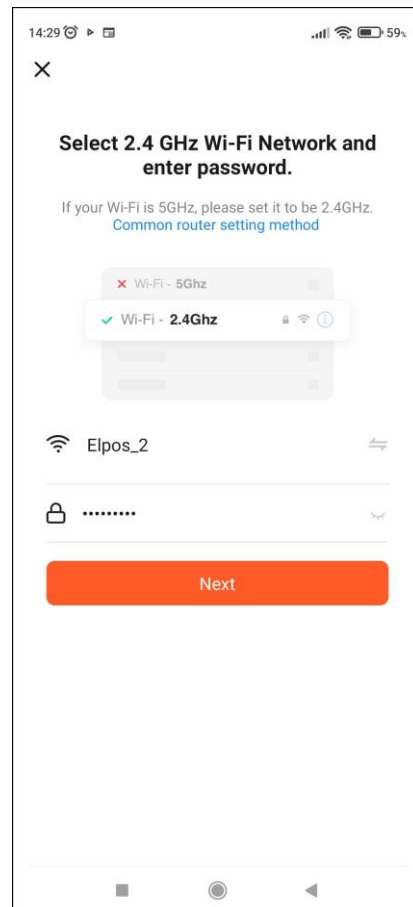 14:29 59%
Select 2.4 GHz Wi-Fi Network and
enter password.
If your Wi-Fi is 5GHz, please set it to be 2.4GHz.
Common router setting method
Wi-Fi - 5Ghz
Wi-Fi - 2.4Ghz
Elpos_2
•••••••••
Next